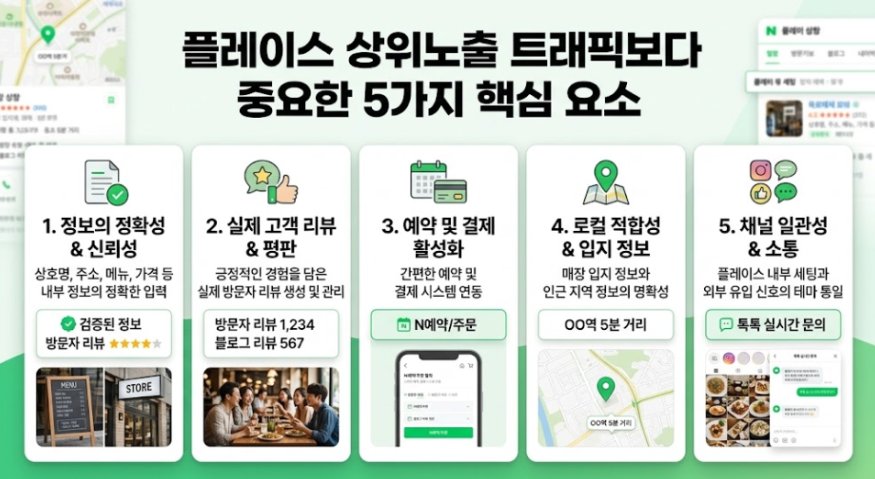 플레이스 상위노출 트래픽보다
중요한 5가지 핵심 요소
OO역 5분 거리
1. 정보의 정확성
& 신뢰성
상호명, 주소, 메뉴, 가격 등
내부 정보의 정확한 입력
검증된 정보
방문자 리뷰
MENU
STORE
2. 실제 고객 리뷰
& 평판
긍정적인 경험을 담은
실제 방문자 리뷰 생성 및 관리
방문자 리뷰 1,234
블로그 리뷰 567
3. 예약 및 결제
활성화
간편한 예약 및
결제 시스템 연동
N예약/주문
4. 로컬 적합성
& 입지 정보
매장 입지 정보와
인근 지역 정보의 명확성
OO역 5분 거리
OO역 5분 거리
5. 채널 일관성
& 소통
플레이스 내부 세팅과
외부 유입 신호의 테마 통일
톡톡 실시간 문의